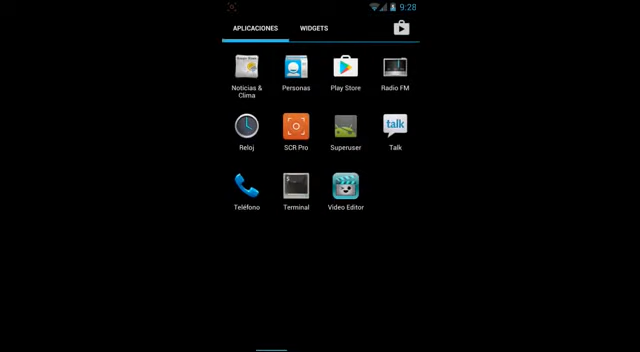 9:28
APLICACIONES WIDGETS
Noticias & Clima Personas Play Store Radio FM
Reloj SCR Pro Superuser talk Talk
Teléfono Terminal Video Editor